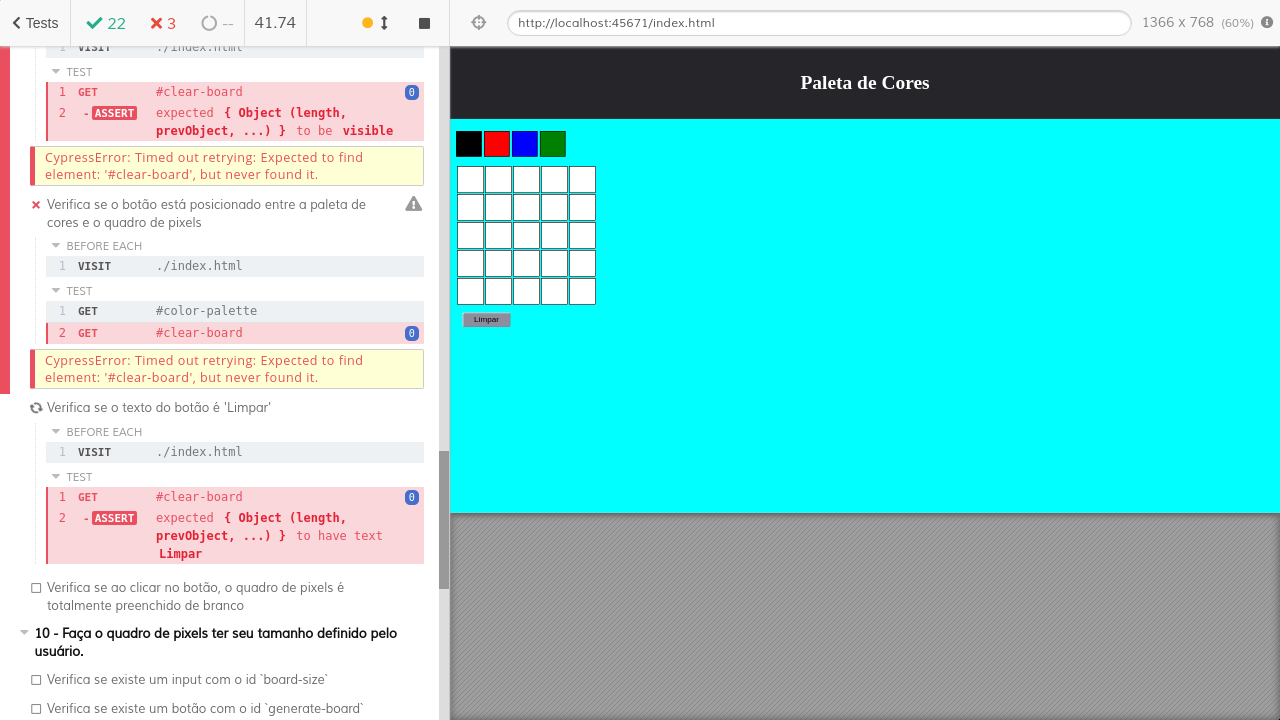 Tests 22 3 -- 41.74
http://localhost:45671/index.html 1366 x 768 (60%)
1 VISIT ./index.html
TEST
1 GET #clear-board 0
2 -ASSERT expected { Object (length,
prevObject, ...) } to be visible
CypressError: Timed out retrying: Expected to find
element: '#clear-board', but never found it.
Verifica se o botão está posicionado entre a paleta de
cores e o quadro de pixels
BEFORE EACH
1 VISIT ./index.html
TEST
1 GET #color-palette
2 GET #clear-board 0
CypressError: Timed out retrying: Expected to find
element: '#clear-board', but never found it.
Verifica se o texto do botão é 'Limpar'
BEFORE EACH
1 VISIT ./index.html
TEST
1 GET #clear-board 0
2 -ASSERT expected { Object (length,
prevObject, ...) } to have text
Limpar
Verifica se ao clicar no botão, o quadro de pixels é
totalmente preenchido de branco
10 - Faça o quadro de pixels ter seu tamanho definido pelo
usuário.
Verifica se existe um input com o id `board-size`
Verifica se existe um botão com o id `generate-board`
Paleta de Cores
Limpar